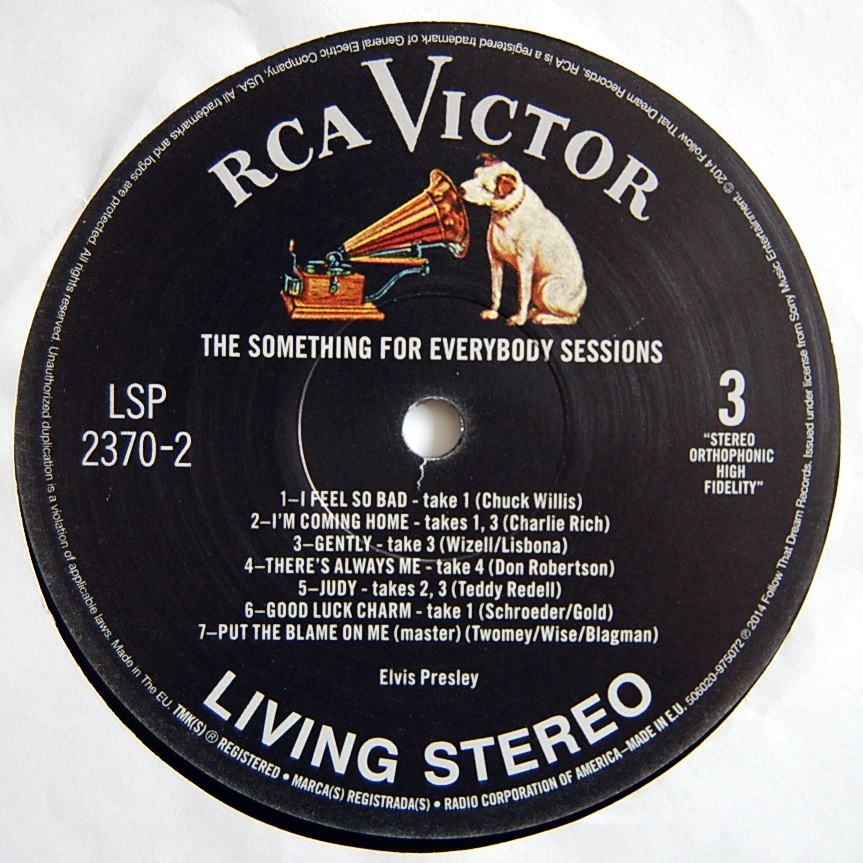 RCA VICTOR
THE SOMETHING FOR EVERYBODY SESSIONS
LSP
2370-2
3
"STEREO
ORTHOPHONIC
HIGH
FIDELITY"
1–I FEEL SO BAD - take 1 (Chuck Willis)
2–I'M COMING HOME - takes 1, 3 (Charlie Rich)
3–GENTLY - take 3 (Wizell/Lisbona)
4–THERE'S ALWAYS ME - take 4 (Don Robertson)
5–JUDY - takes 2, 3 (Teddy Redell)
6–GOOD LUCK CHARM - take 1 (Schroeder/Gold)
7–PUT THE BLAME ON ME (master) (Twomey/Wise/Blagman)
Elvis Presley
LIVING STEREO
TMK(S) ® REGISTERED • MARCA(S) REGISTRADA(S) • RADIO CORPORATION OF AMERICA–MADE IN E.U.
506020-975072 ℗ 2014 Follow That Dream Records. Issued under license from Sony Music Entertainment © 2014 Follow That Dream Records. RCA is a registered trademark of General Electric Company, USA. All trademarks and logos are protected. All rights reserved. Unauthorized duplication is a violation of applicable laws. Made in The EU.